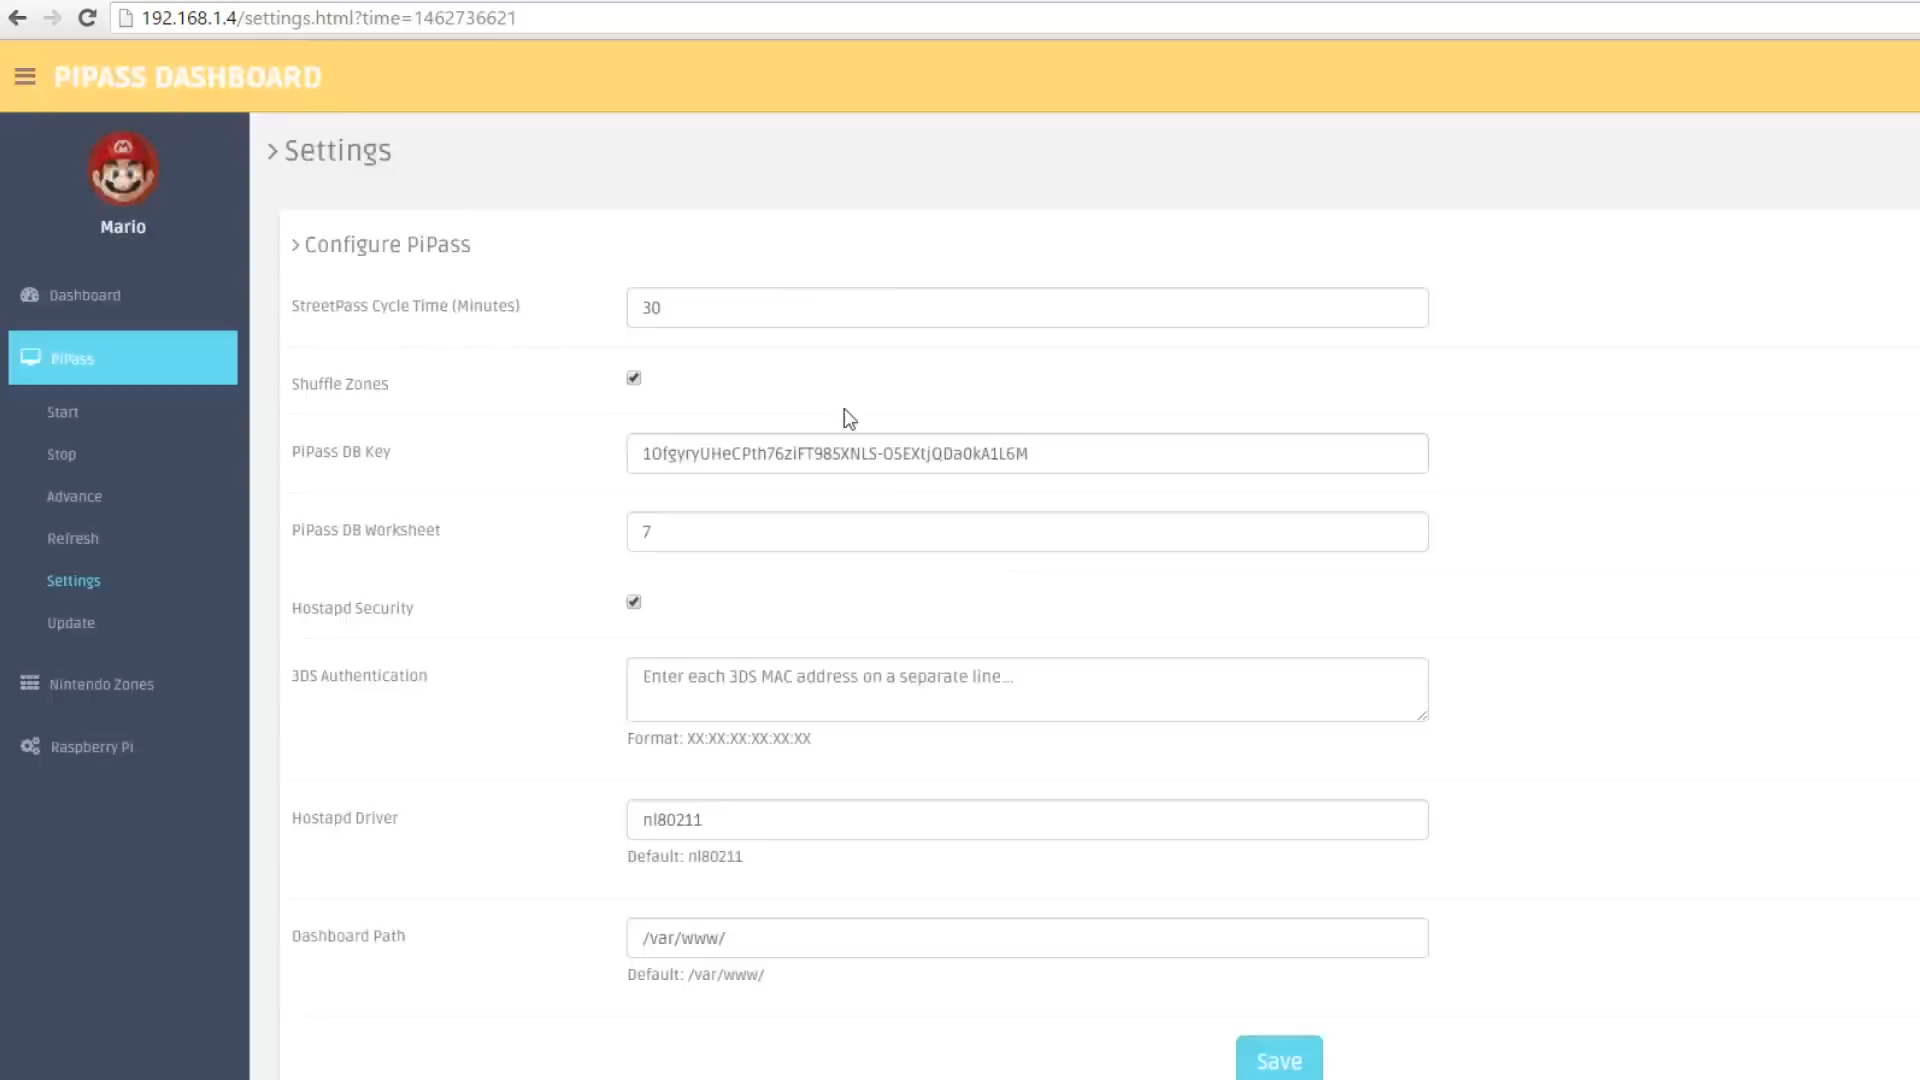 192.168.1.4/settings.html?time=1462736621
PIPASS DASHBOARD
Mario
Dashboard
PiPass
Start
Stop
Advance
Refresh
Settings
Update
Nintendo Zones
Raspberry Pi
> Settings
> Configure PiPass
StreetPass Cycle Time (Minutes)
30
Shuffle Zones
PiPass DB Key
1OfgyryUHeCPth76ziFT985XNLS-O5EXtjQDa0kA1L6M
PiPass DB Worksheet
7
Hostapd Security
3DS Authentication
Enter each 3DS MAC address on a separate line...
Format: XX:XX:XX:XX:XX:XX
Hostapd Driver
nl80211
Default: nl80211
Dashboard Path
/var/www/
Default: /var/www/
Save